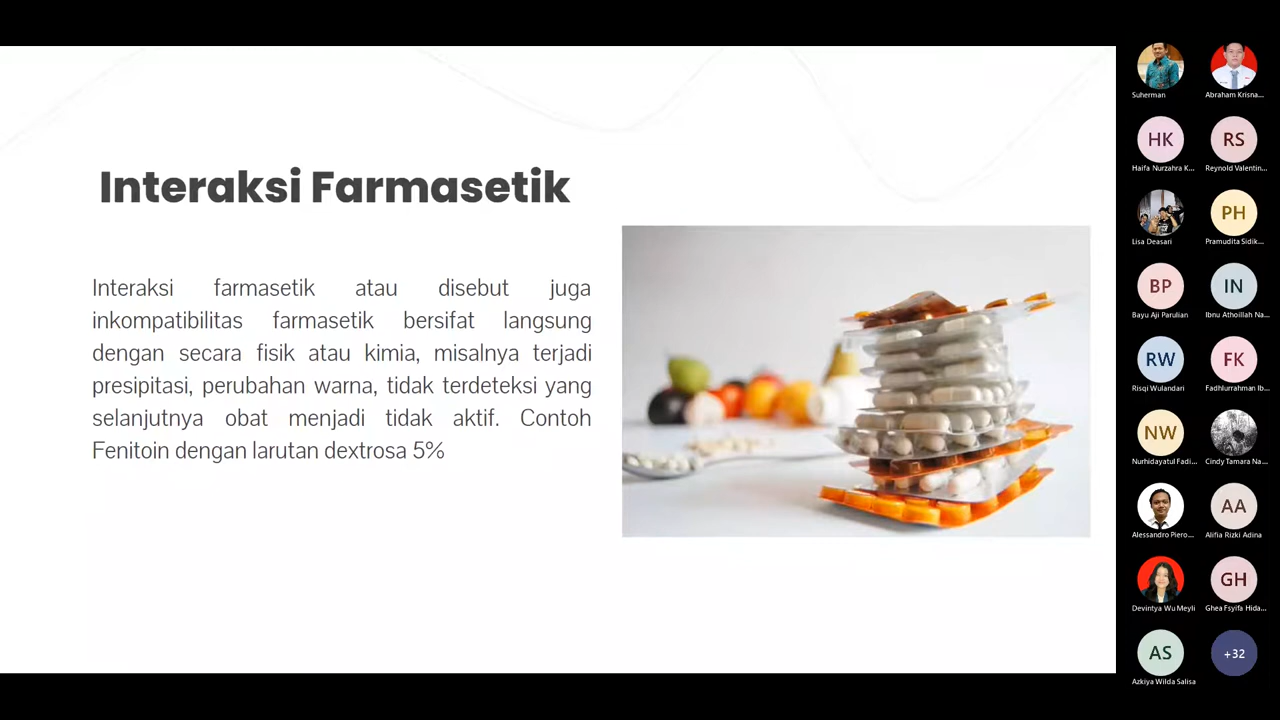 Interaksi Farmasetik
Interaksi farmasetik atau disebut juga
inkompatibilitas farmasetik bersifat langsung
dengan secara fisik atau kimia, misalnya terjadi
presipitasi, perubahan warna, tidak terdeteksi yang
selanjutnya obat menjadi tidak aktif. Contoh
Fenitoin dengan larutan dextrosa 5%
Suherman
Abraham Krisna...
HK
RS
Haifa Nurzahra K...
Reynold Valentin...
PH
Lisa Deasari
Pramudita Sidik...
BP
IN
Bayu Aji Parulian
Ibnu Athoillah Na...
RW
FK
Risqi Wulandari
Fadhlurrahman Ib...
NW
Nurhidayatul Fadi...
Cindy Tamara Na...
AA
Alessandro Piero...
Alifia Rizki Adina
GH
Devintya Wu Meyli
Ghea Fsyifa Hida...
AS
+32
Azkiya Wilda Salisa